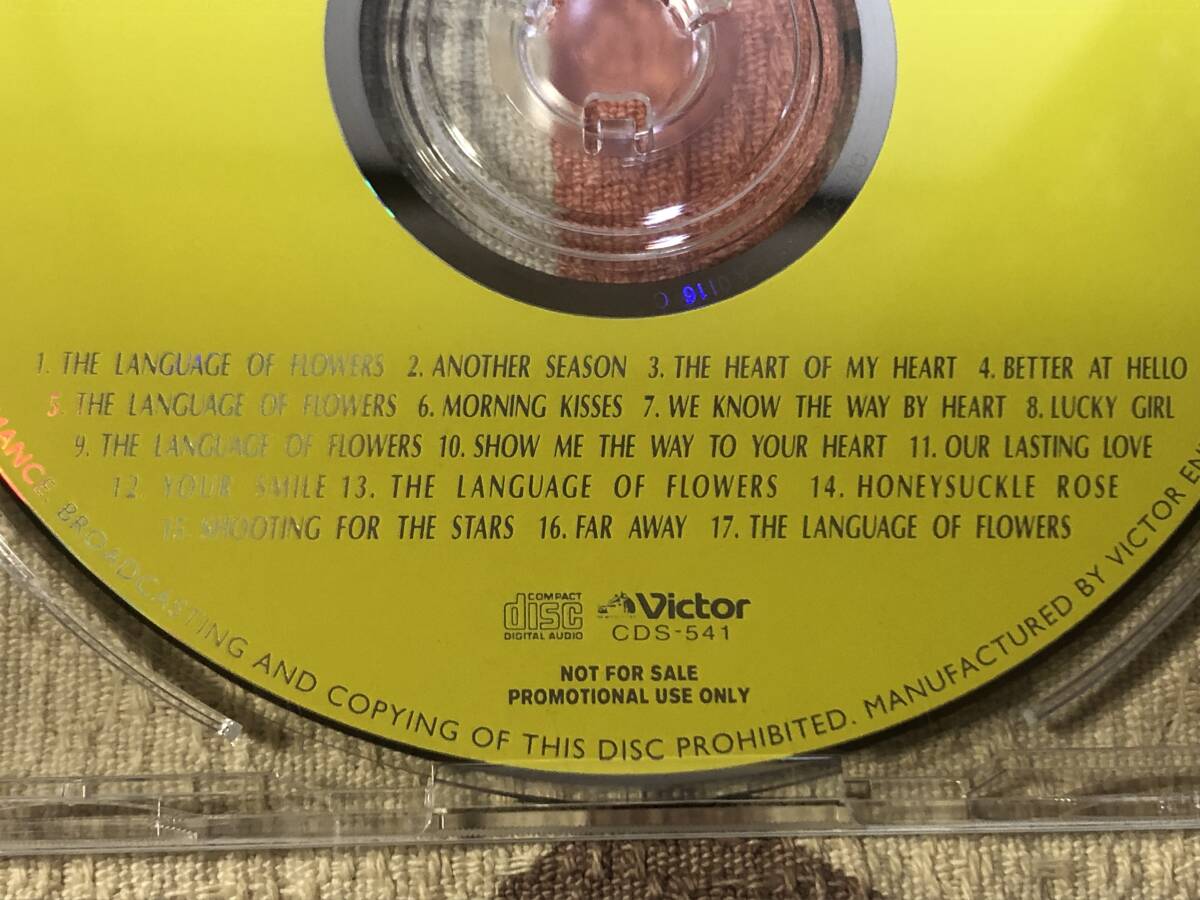 1. THE LANGUAGE OF FLOWERS 2. ANOTHER SEASON 3. THE HEART OF MY HEART 4. BETTER AT HELLO
5. THE LANGUAGE OF FLOWERS 6. MORNING KISSES 7. WE KNOW THE WAY BY HEART 8. LUCKY GIRL
9. THE LANGUAGE OF FLOWERS 10. SHOW ME THE WAY TO YOUR HEART 11. OUR LASTING LOVE
12. YOUR SMILE 13. THE LANGUAGE OF FLOWERS 14. HONEYSUCKLE ROSE
15. SHOOTING FOR THE STARS 16. FAR AWAY 17. THE LANGUAGE OF FLOWERS
COMPACT
disc
DIGITAL AUDIO
Victor
CDS-541
NOT FOR SALE
PROMOTIONAL USE ONLY
BROADCASTING AND COPYING OF THIS DISC PROHIBITED. MANUFACTURED BY VICTOR